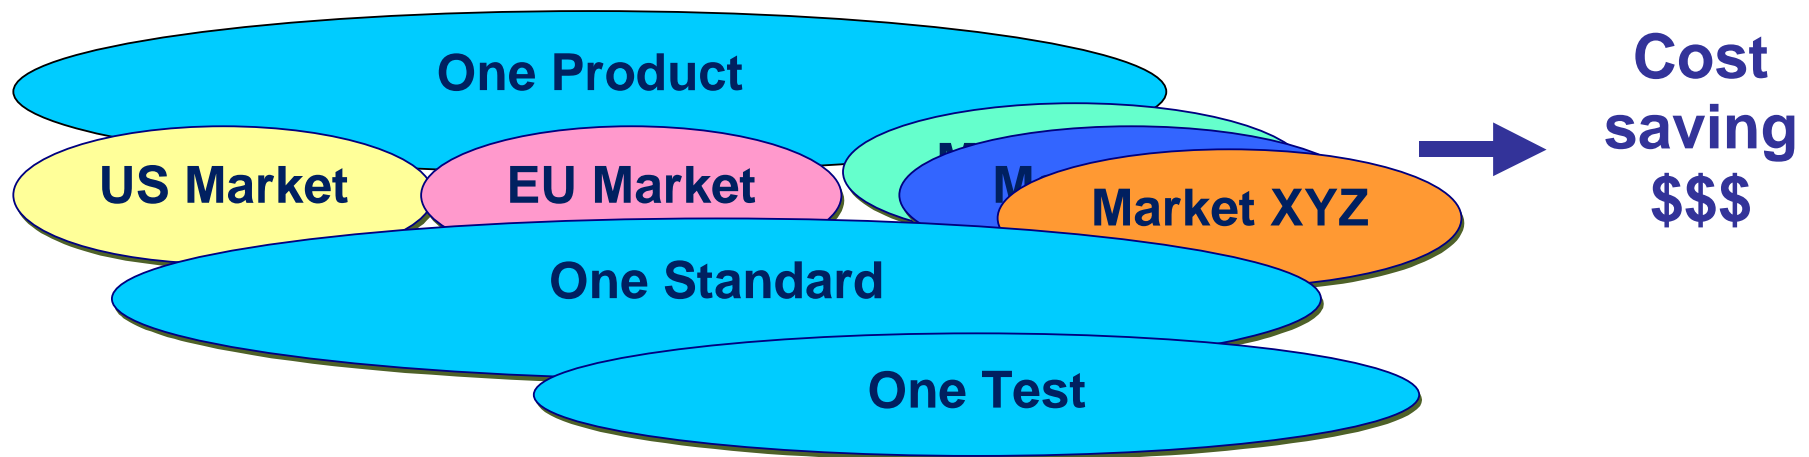 One Product
US Market
EU Market
Market XYZ
One Standard
One Test
Cost
saving
$$$